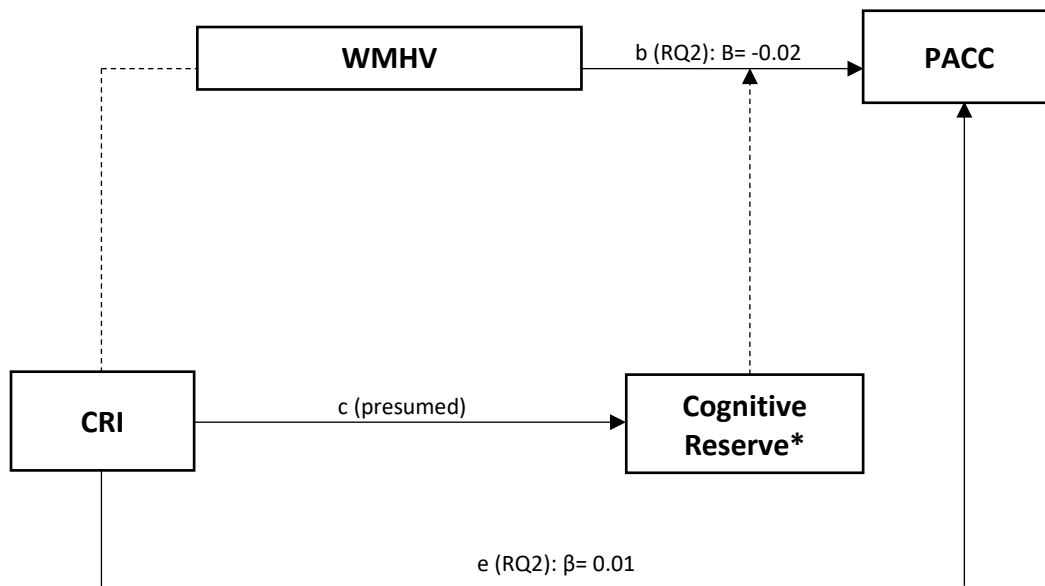 WMHV
b (RQ2): B= -0.02
PACC
CRI
c (presumed)
Cognitive
Reserve*
e (RQ2): β= 0.01